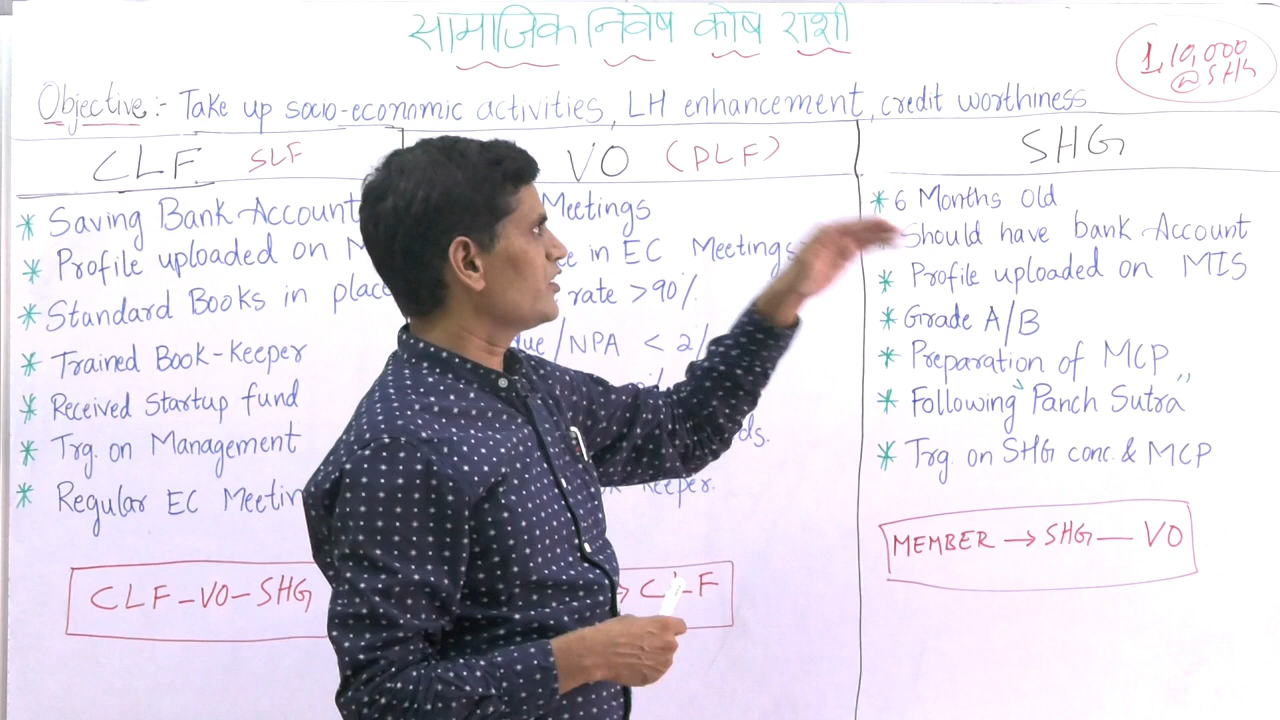 सामाजिक निवेष कोष राशी
1,10,000
@SHG
Objective :- Take up socio-economic activities, LH enhancement, credit worthiness
CLF SLF
* Saving Bank Account
* Profile uploaded on
* Standard Books in place
* Trained Book-Keeper
* Received Startup fund
* Trg. on Management
* Regular EC
CLF-VO-SHG
VO (PLF)
Meetings
in EC Meetings
rate >90%
/NPA < 2%
keeper.
→ CLF
SHG
* 6 Months old
* Should have bank Account
* Profile uploaded on MIS
* Grade A/B
* Preparation of MCP,,
* Following Panch Sutra
* Trg. on SHG conc. & MCP
MEMBER → SHG — VO